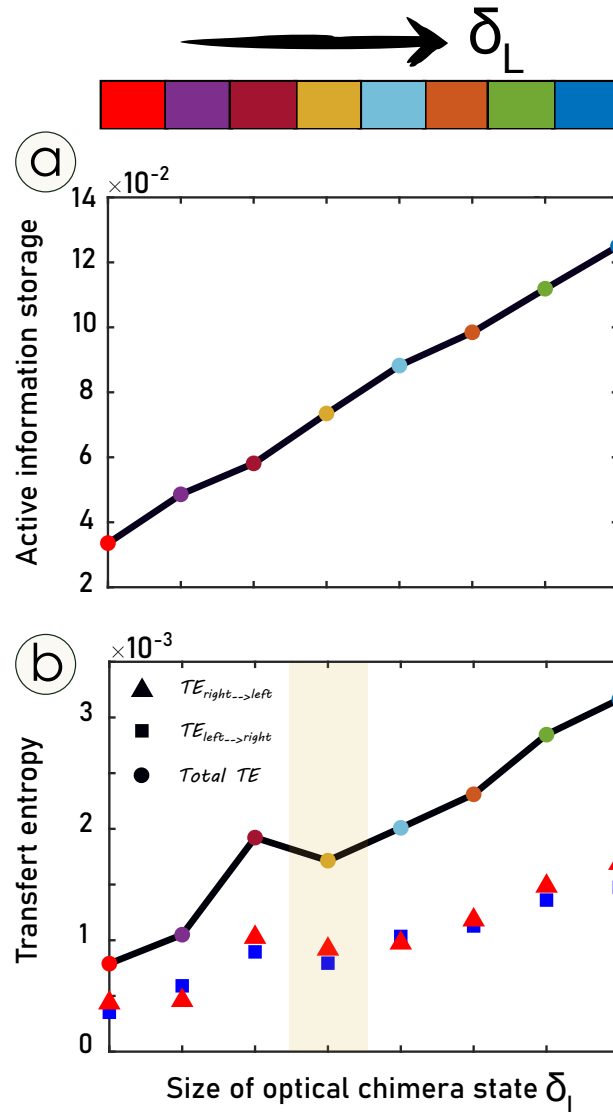 δL
a
×10-2
14
12
10
8
6
4
2
Active information storage
b
×10-3
TEright-->left
TEleft-->right
Total TE
3
2
1
0
Transfert entropy
Size of optical chimera state δL